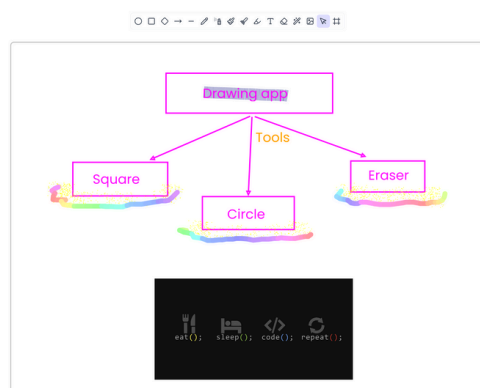 Drawing app
Tools
Square
Eraser
Circle
eat(); sleep(); code(); repeat();